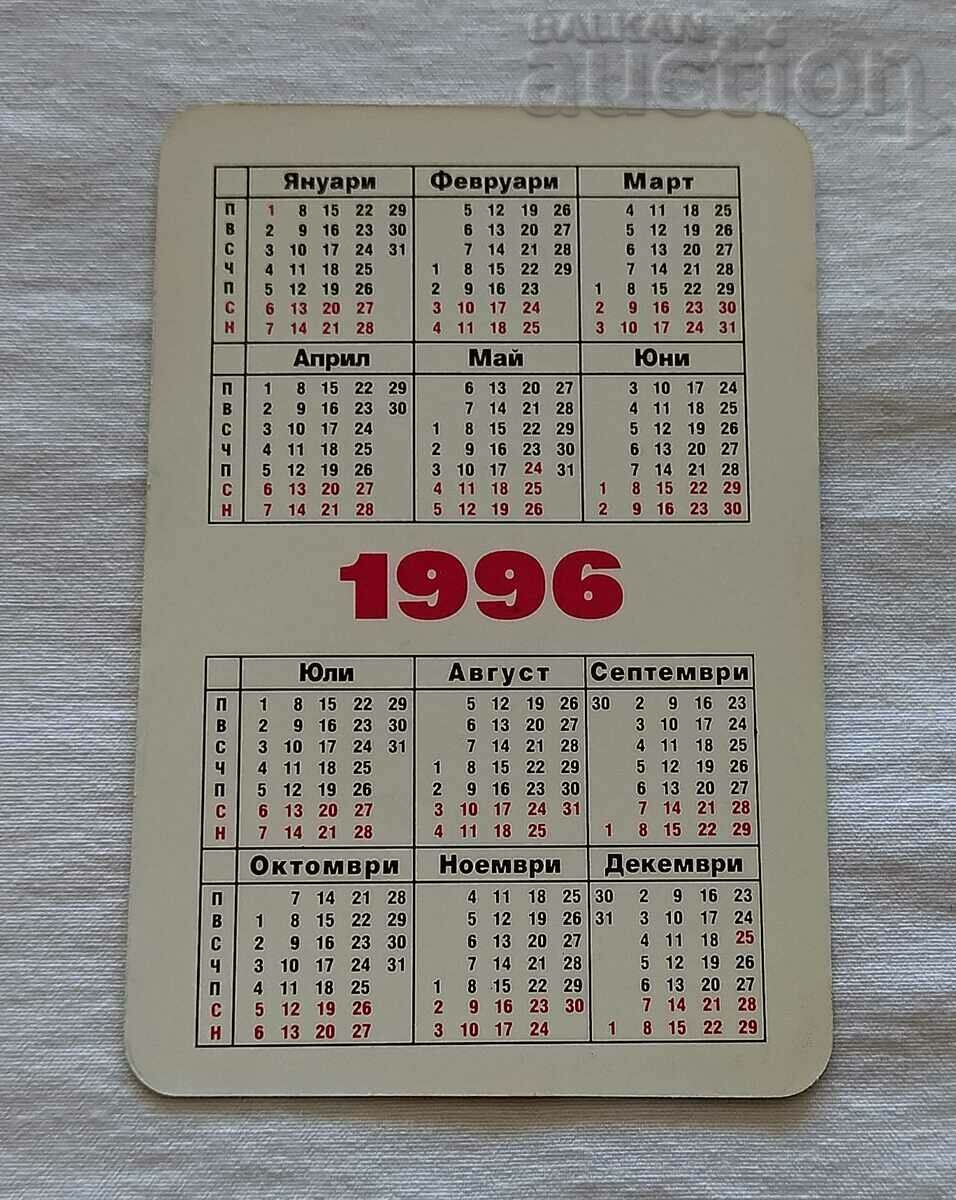 BALKAN
auction
Януари Февруари Март
П 1 8 15 22 29 5 12 19 26 4 11 18 25
В 2 9 16 23 30 6 13 20 27 5 12 19 26
С 3 10 17 24 31 7 14 21 28 6 13 20 27
Ч 4 11 18 25 1 8 15 22 29 7 14 21 28
П 5 12 19 26 2 9 16 23 1 8 15 22 29
С 6 13 20 27 3 10 17 24 2 9 16 23 30
Н 7 14 21 28 4 11 18 25 3 10 17 24 31
Април Май Юни
П 1 8 15 22 29 6 13 20 27 3 10 17 24
В 2 9 16 23 30 7 14 21 28 4 11 18 25
С 3 10 17 24 1 8 15 22 29 5 12 19 26
Ч 4 11 18 25 2 9 16 23 30 6 13 20 27
П 5 12 19 26 3 10 17 24 31 7 14 21 28
С 6 13 20 27 4 11 18 25 1 8 15 22 29
Н 7 14 21 28 5 12 19 26 2 9 16 23 30
1996
Юли Август Септември
П 1 8 15 22 29 5 12 19 26 30 2 9 16 23
В 2 9 16 23 30 6 13 20 27 3 10 17 24
С 3 10 17 24 31 7 14 21 28 4 11 18 25
Ч 4 11 18 25 1 8 15 22 29 5 12 19 26
П 5 12 19 26 2 9 16 23 30 6 13 20 27
С 6 13 20 27 3 10 17 24 31 7 14 21 28
Н 7 14 21 28 4 11 18 25 1 8 15 22 29
Октомври Ноември Декември
П 7 14 21 28 4 11 18 25 30 2 9 16 23
В 1 8 15 22 29 5 12 19 26 31 3 10 17 24
С 2 9 16 23 30 6 13 20 27 4 11 18 25
Ч 3 10 17 24 31 7 14 21 28 5 12 19 26
П 4 11 18 25 1 8 15 22 29 6 13 20 27
С 5 12 19 26 2 9 16 23 30 7 14 21 28
Н 6 13 20 27 3 10 17 24 1 8 15 22 29